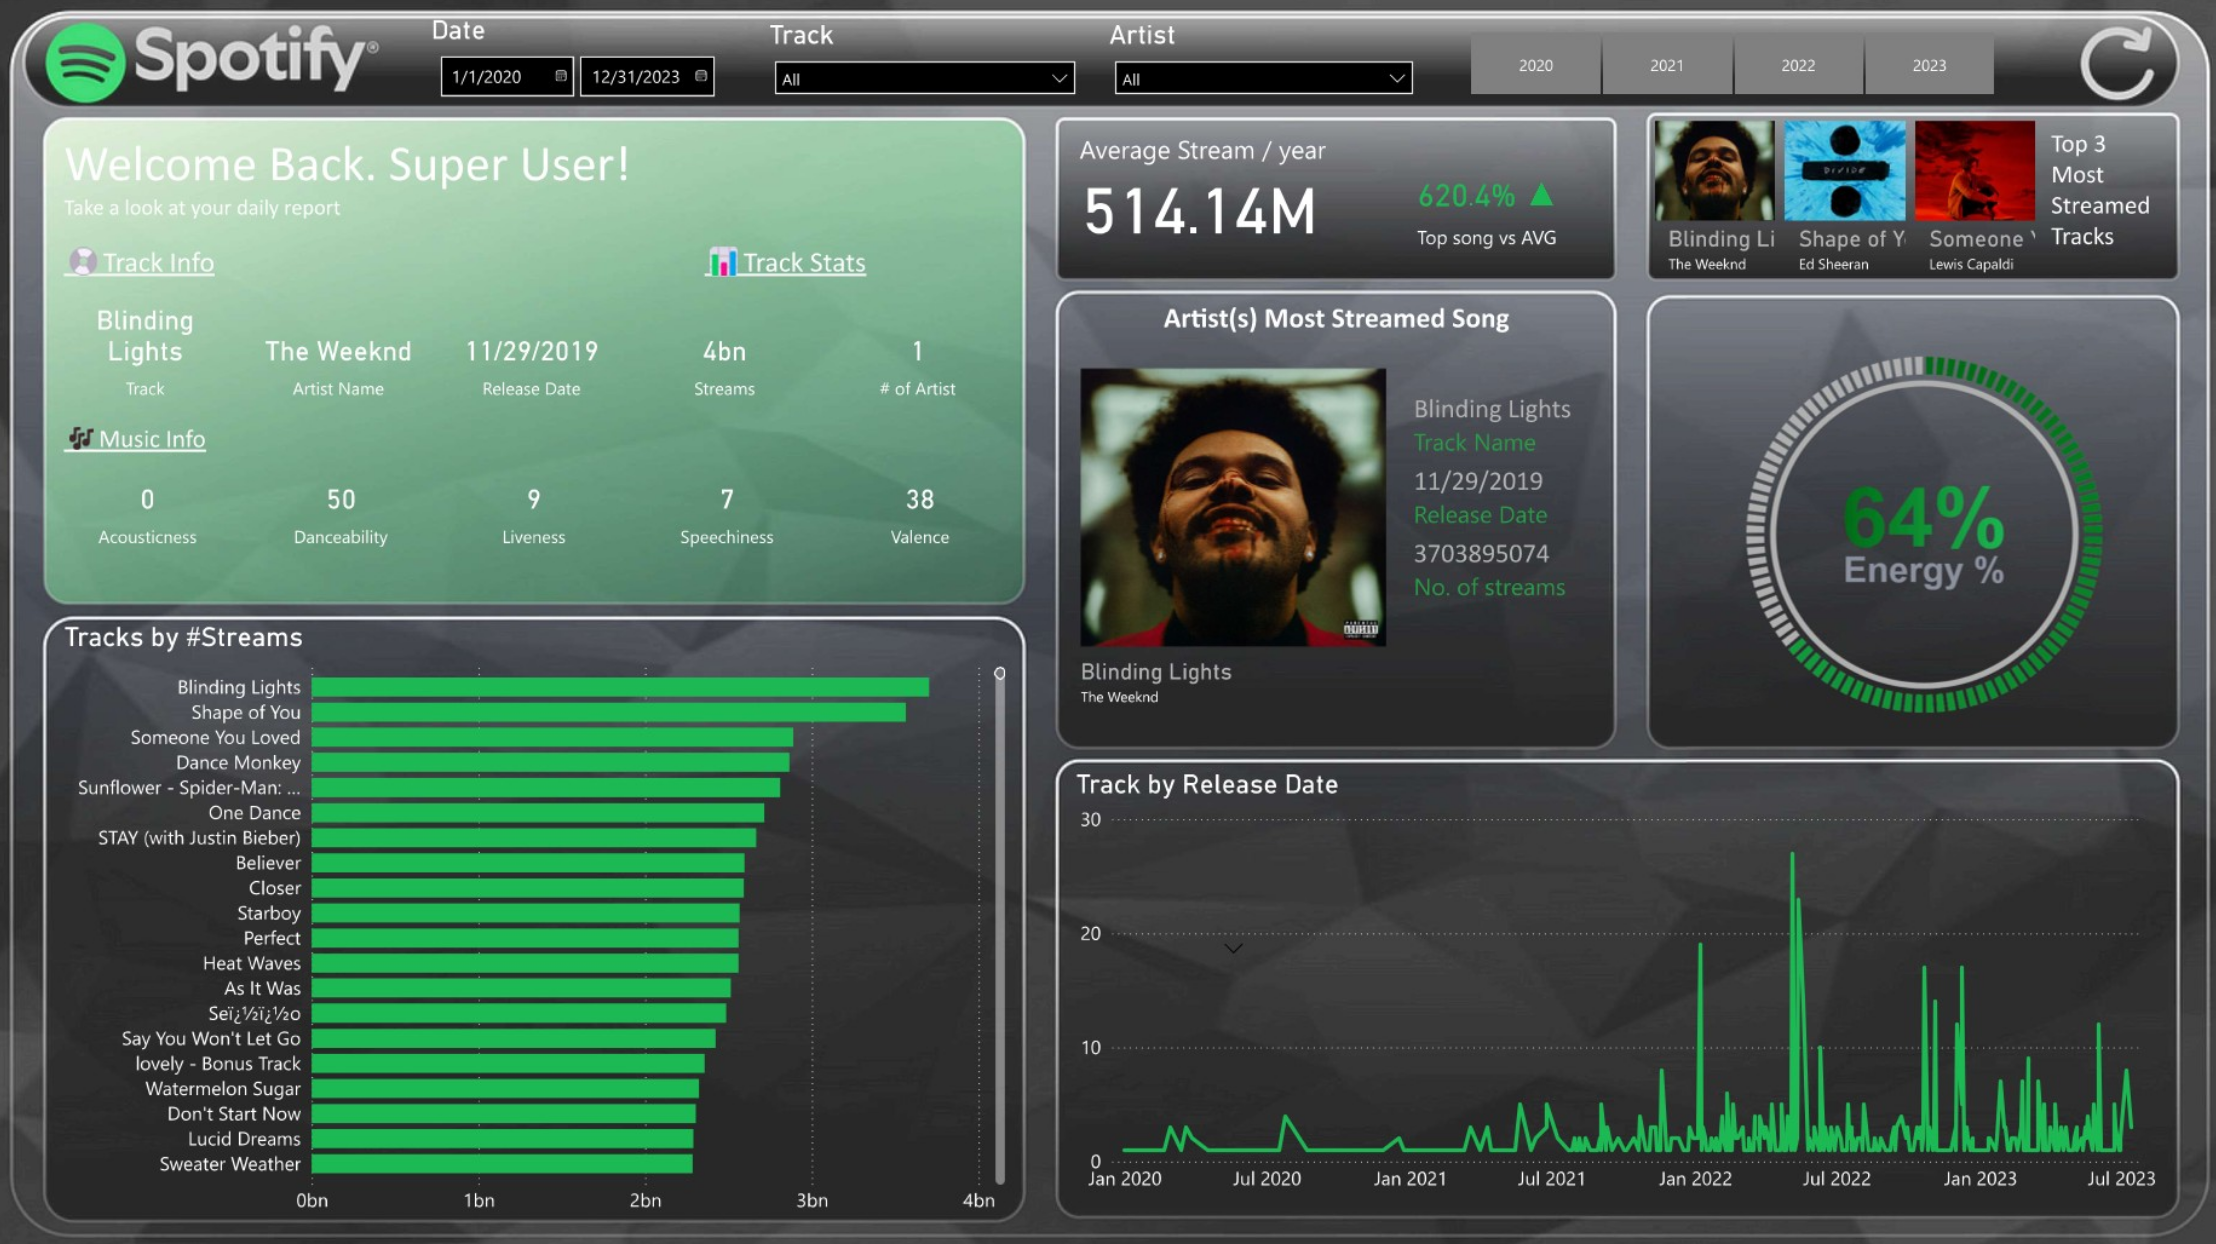 Spotify®
Date
1/1/2020
12/31/2023
Track
All
Artist
All
2020
2021
2022
2023
Welcome Back. Super User!
Take a look at your daily report
Track Info
Track Stats
Blinding
Lights
Track
The Weeknd
Artist Name
11/29/2019
Release Date
4bn
Streams
1
# of Artist
Music Info
0
Acousticness
50
Danceability
9
Liveness
7
Speechiness
38
Valence
Average Stream / year
514.14M
620.4%
Top song vs AVG
DIVIDE
Blinding Li
The Weeknd
Shape of Y
Ed Sheeran
Someone
Lewis Capaldi
Top 3
Most
Streamed
Tracks
Artist(s) Most Streamed Song
Blinding Lights
Track Name
11/29/2019
Release Date
3703895074
No. of streams
Blinding Lights
The Weeknd
64%
Energy %
Tracks by #Streams
Blinding Lights
Shape of You
Someone You Loved
Dance Monkey
Sunflower - Spider-Man: ...
One Dance
STAY (with Justin Bieber)
Believer
Closer
Starboy
Perfect
Heat Waves
As It Was
Seï¿½ï¿½o
Say You Won't Let Go
lovely - Bonus Track
Watermelon Sugar
Don't Start Now
Lucid Dreams
Sweater Weather
0bn
1bn
2bn
3bn
4bn
Track by Release Date
30
20
10
0
Jan 2020
Jul 2020
Jan 2021
Jul 2021
Jan 2022
Jul 2022
Jan 2023
Jul 2023